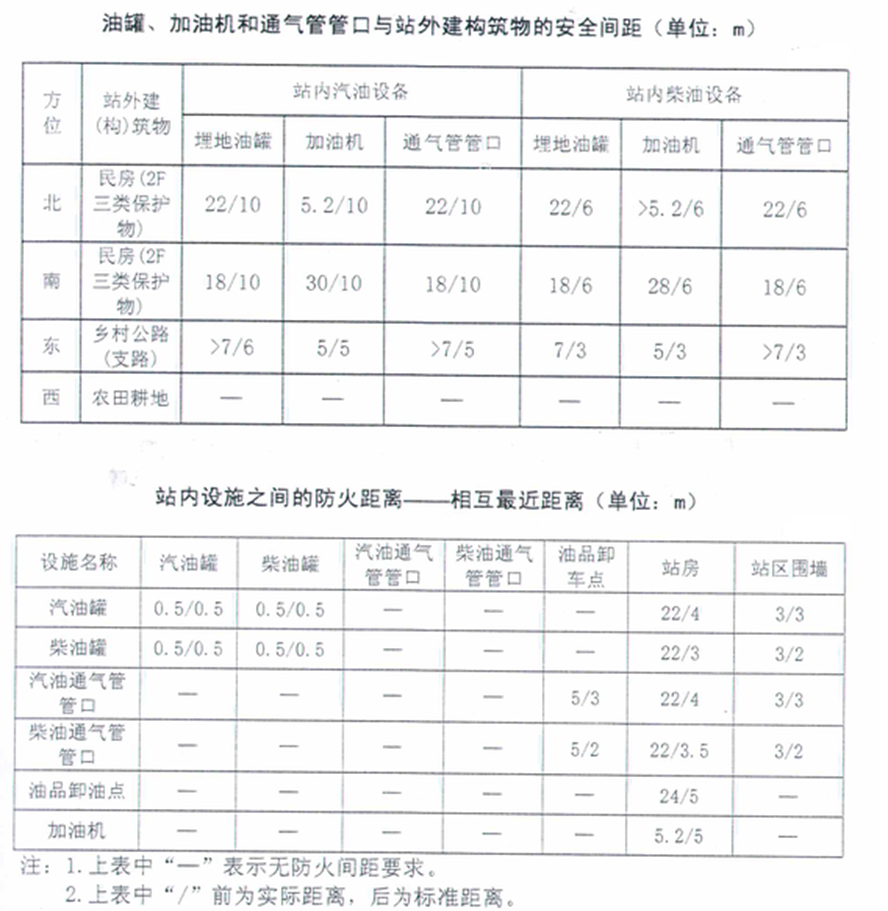 油罐、加油机和通气管管口与站外建构筑物的安全间距（单位：m）
方位 站外建(构)筑物 站内汽油设备 站内柴油设备
埋地油罐 加油机 通气管管口 埋地油罐 加油机 通气管管口
北 民房(2F三类保护物) 22/10 5.2/10 22/10 22/6 >5.2/6 22/6
南 民房(2F三类保护物) 18/10 30/10 18/10 18/6 28/6 18/6
东 乡村公路(支路) >7/6 5/5 >7/5 7/3 5/3 >7/3
西 农田耕地 — — — — — —
站内设施之间的防火距离——相互最近距离（单位：m）
设施名称 汽油罐 柴油罐 汽油通气管管口 柴油通气管管口 油品卸车点 站房 站区围墙
汽油罐 0.5/0.5 0.5/0.5 — — — 22/4 3/3
柴油罐 0.5/0.5 0.5/0.5 — — — 22/3 3/2
汽油通气管管口 — — — — 5/3 22/4 3/3
柴油通气管管口 — — — — 5/2 22/3.5 3/2
油品卸油点 — — — — — 24/5 —
加油机 — — — — — 5.2/5 —
注：1.上表中“—”表示无防火间距要求。
2.上表中“/”前为实际距离，后为标准距离。